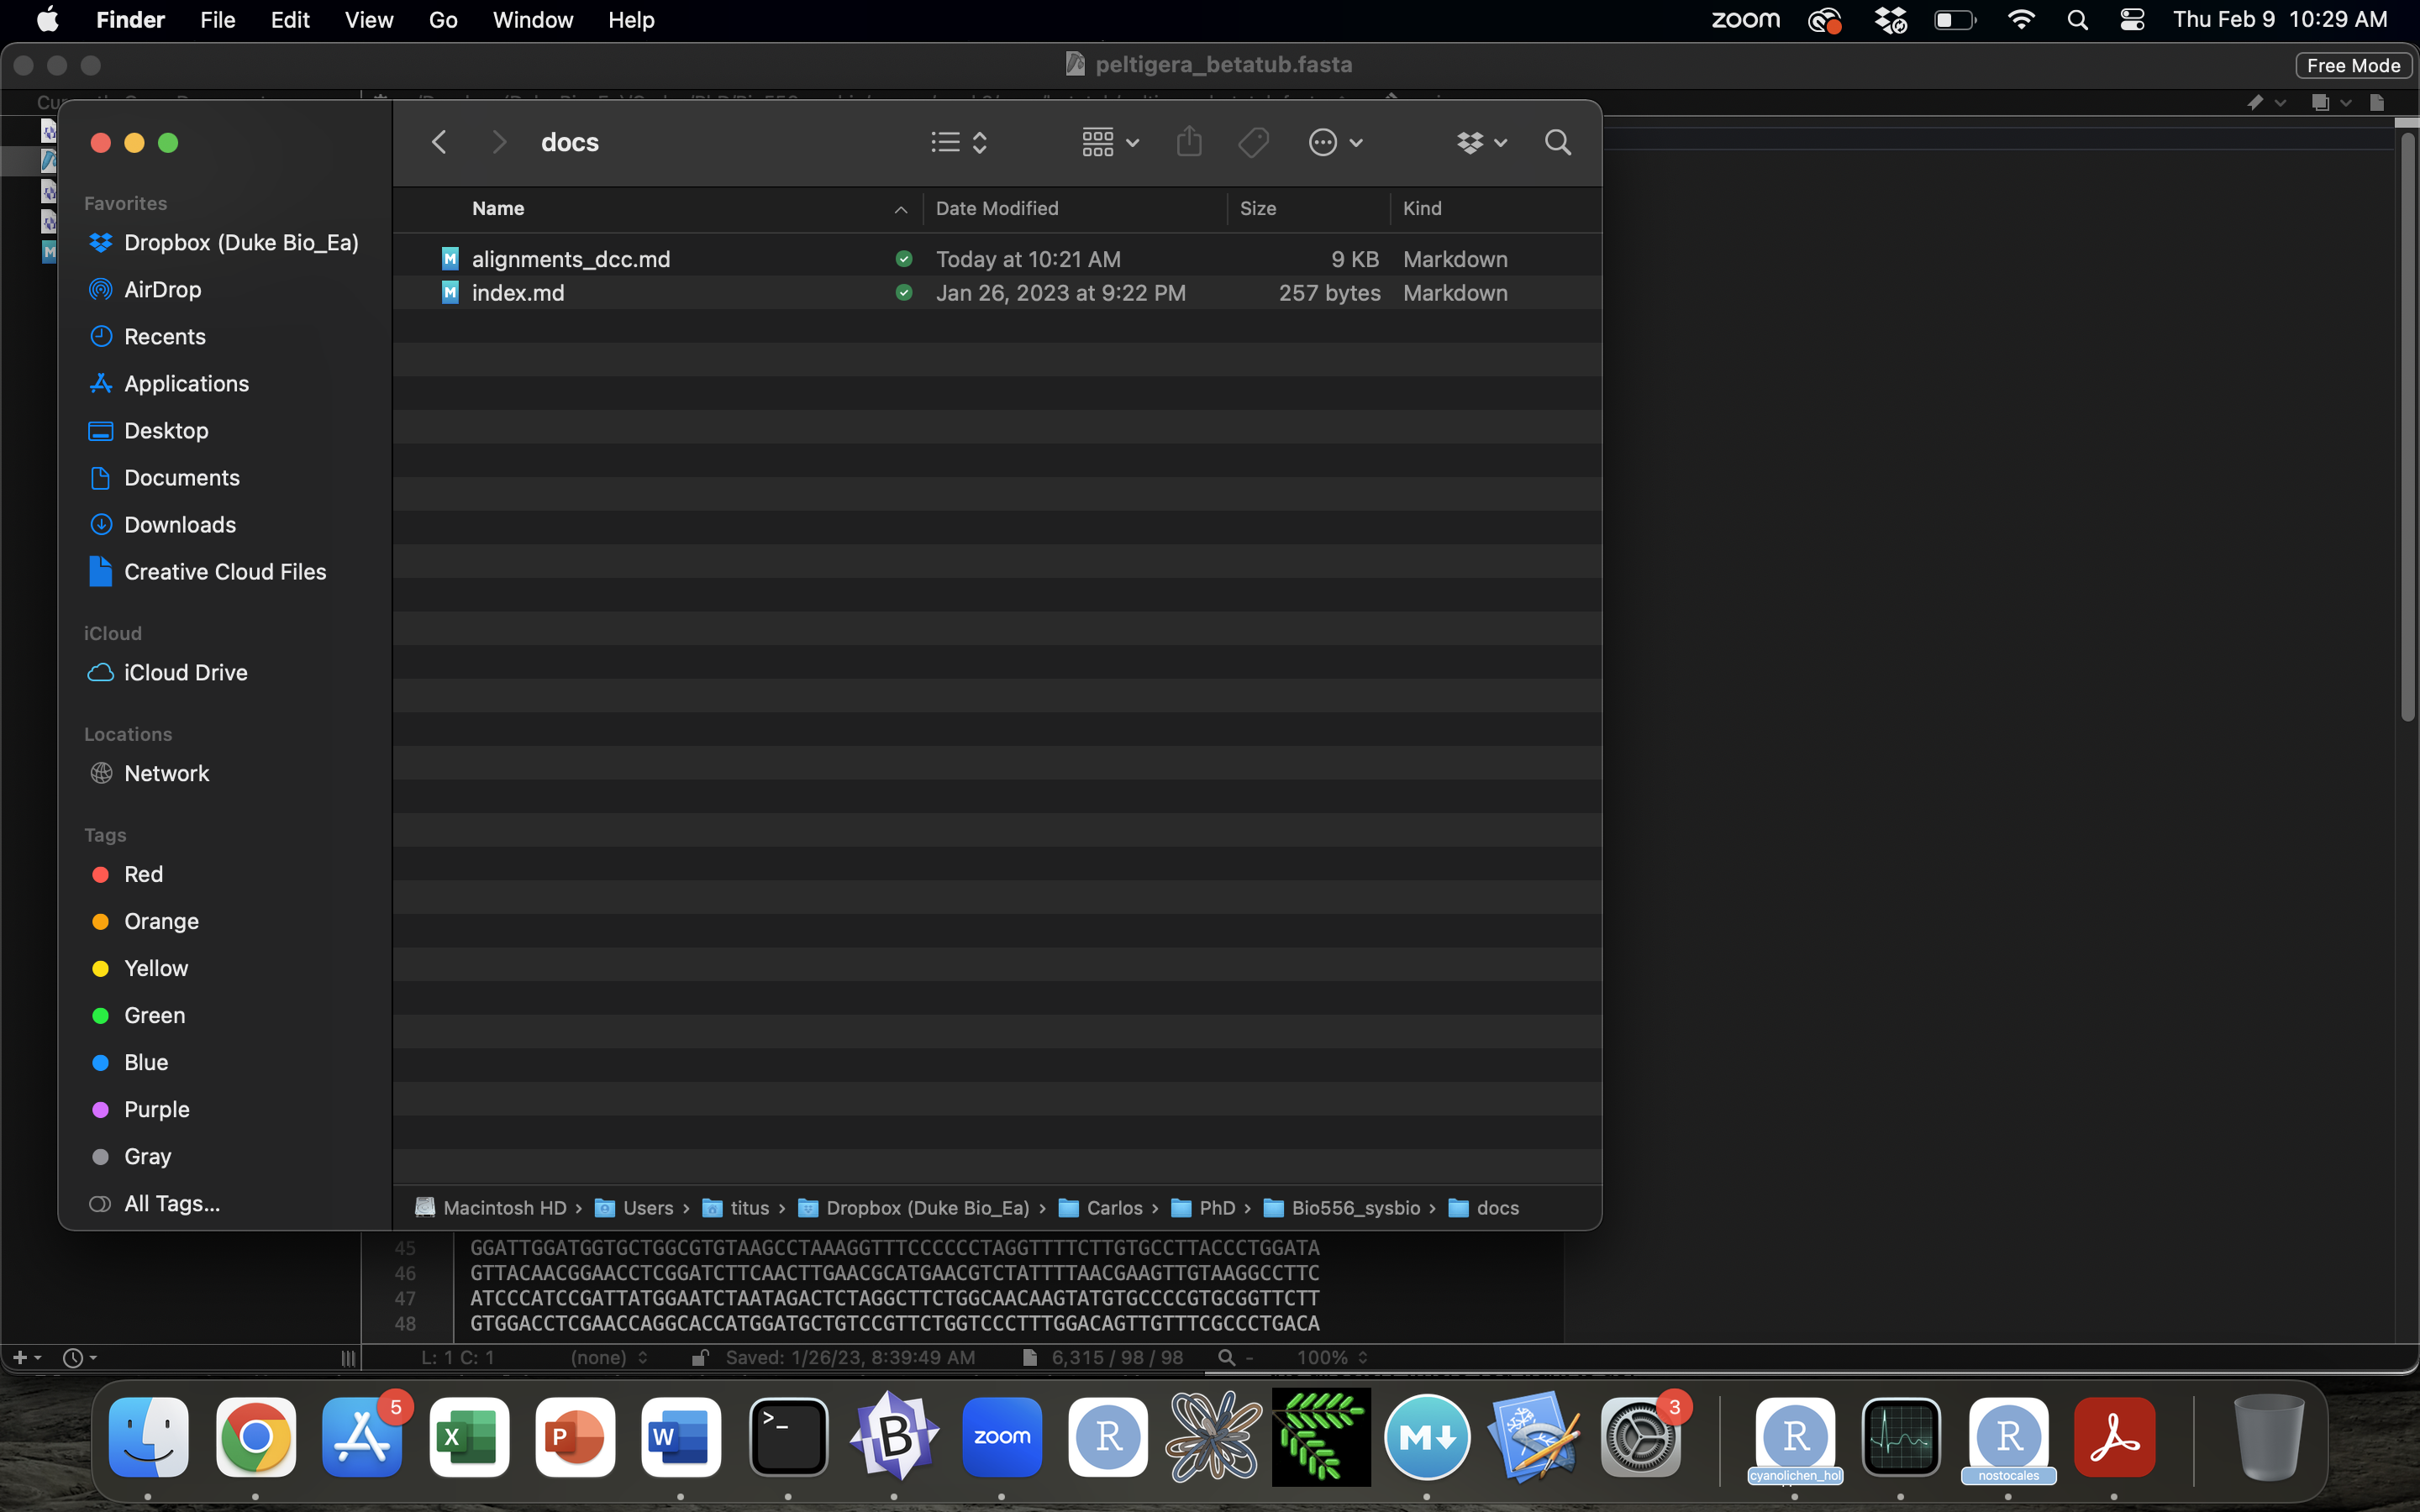 Finder File Edit View Go Window Help zoom Thu Feb 9 10:29 AM
peltigera_betatub.fasta Free Mode
docs
Favorites
Dropbox (Duke Bio_Ea)
AirDrop
Recents
Applications
Desktop
Documents
Downloads
Creative Cloud Files
iCloud
iCloud Drive
Locations
Network
Tags
Red
Orange
Yellow
Green
Blue
Purple
Gray
All Tags...
Name Date Modified Size Kind
M alignments_dcc.md Today at 10:21 AM 9 KB Markdown
M index.md Jan 26, 2023 at 9:22 PM 257 bytes Markdown
Macintosh HD › Users › titus › Dropbox (Duke Bio_Ea) › Carlos › PhD › Bio556_sysbio › docs
45 GGATTGGATGGTGCTGGCGTGTAAGCCTAAAGGTTTCCCCCCTAGGTTTTCTTGTGCCTTACCCTGGATA
46 GTTACAACGGAACCTCGGATCTTCAACTTGAACGCATGAACGTCTATTTTAACGAAGTTGTAAGGCCTTC
47 ATCCCATCCGATTATGGAATCTAATAGACTCTAGGCTTCTGGCAACAAGTATGTGCCCCGTGCGGTTCTT
48 GTGGACCTCGAACCAGGCACCATGGATGCTGTCCGTTCTGGTCCCTTTGGACAGTTGTTTCGCCCTGACA
L: 1 C: 1 (none) Saved: 1/26/23, 8:39:49 AM 6,315 / 98 / 98 - 100%
5 X P W >_ B zoom R M 3 R R
cyanolichen_hol nostocales